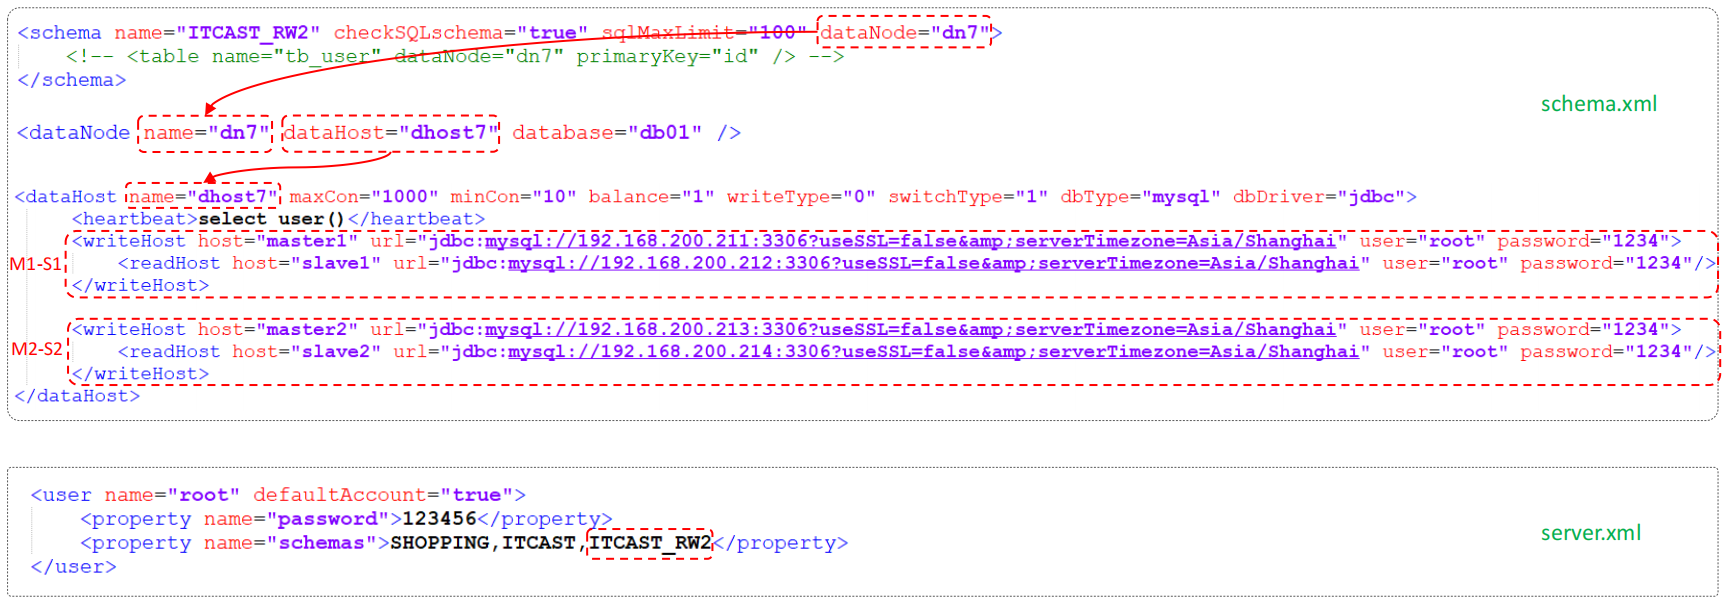 <schema name="ITCAST_RW2" checkSQLschema="true" sqlMaxLimit="100" dataNode="dn7">
<!-- <table name="tb_user" dataNode="dn7" primaryKey="id" /> -->
</schema>
schema.xml
<dataNode name="dn7" dataHost="dhost7" database="db01" />
<dataHost name="dhost7" maxCon="1000" minCon="10" balance="1" writeType="0" switchType="1" dbType="mysql" dbDriver="jdbc">
<heartbeat>select user()</heartbeat>
<writeHost host="master1" url="jdbc:mysql://192.168.200.211:3306?useSSL=false&amp;serverTimezone=Asia/Shanghai" user="root" password="1234">
M1-S1 <readHost host="slave1" url="jdbc:mysql://192.168.200.212:3306?useSSL=false&amp;serverTimezone=Asia/Shanghai" user="root" password="1234"/>
</writeHost>
<writeHost host="master2" url="jdbc:mysql://192.168.200.213:3306?useSSL=false&amp;serverTimezone=Asia/Shanghai" user="root" password="1234">
M2-S2 <readHost host="slave2" url="jdbc:mysql://192.168.200.214:3306?useSSL=false&amp;serverTimezone=Asia/Shanghai" user="root" password="1234"/>
</writeHost>
</dataHost>
<user name="root" defaultAccount="true">
<property name="password">123456</property>
<property name="schemas">SHOPPING,ITCAST,ITCAST_RW2</property>
</user>
server.xml